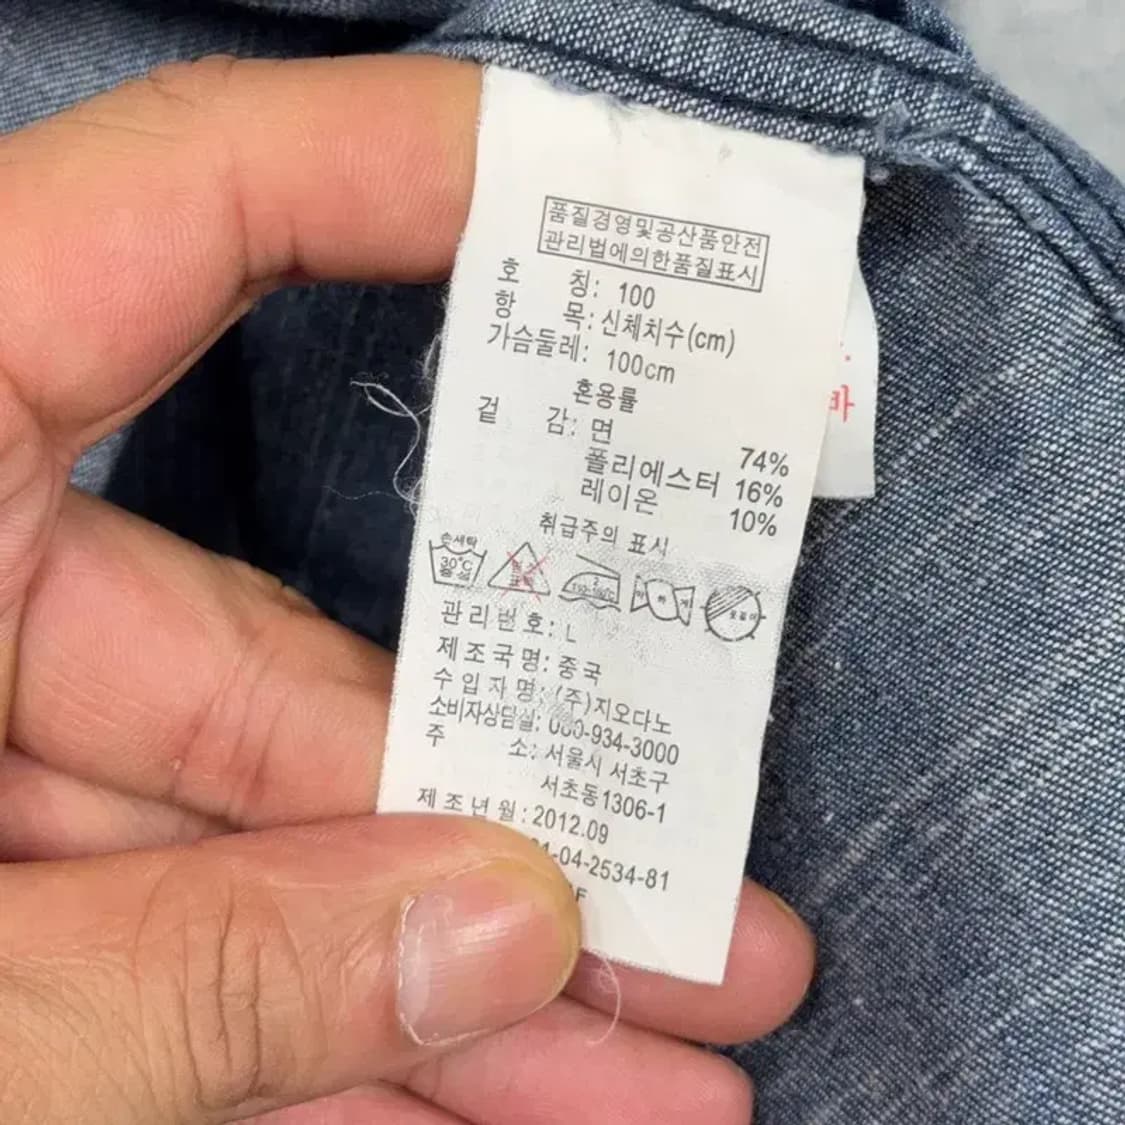 품질경영및공산품안전
관리법에의한품질표시
호 칭: 100
항 목: 신체치수(cm)
가슴둘레: 100cm
혼용률
겉 감: 면 74%
폴리에스터 16%
레이온 10%
취급주의 표시
손세탁
30°C
관리번호: L
제조국명: 중국
수입자명: (주)지오다노
소비자상담실: 080-934-3000
주 소: 서울시 서초구
서초동1306-1
제조년월: 2012.09
-04-2534-81
F
바